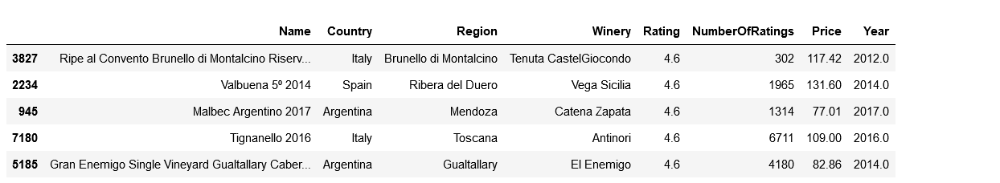 Name Country Region Winery Rating NumberOfRatings Price Year
3827 Ripe al Convento Brunello di Montalcino Riserv... Italy Brunello di Montalcino Tenuta CastelGiocondo 4.6 302 117.42 2012.0
2234 Valbuena 5º 2014 Spain Ribera del Duero Vega Sicilia 4.6 1965 131.60 2014.0
945 Malbec Argentino 2017 Argentina Mendoza Catena Zapata 4.6 1314 77.01 2017.0
7180 Tignanello 2016 Italy Toscana Antinori 4.6 6711 109.00 2016.0
5185 Gran Enemigo Single Vineyard Gualtallary Caber... Argentina Gualtallary El Enemigo 4.6 4180 82.86 2014.0